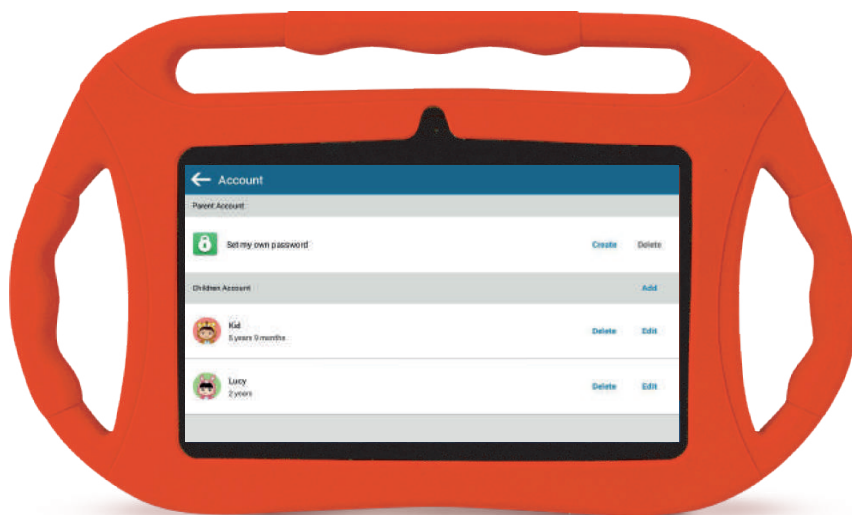 Account
Parent Account
Set my own password Create Delete
Children Account Add
Kid
5 years 9 months Delete Edit
Lucy
2 years Delete Edit